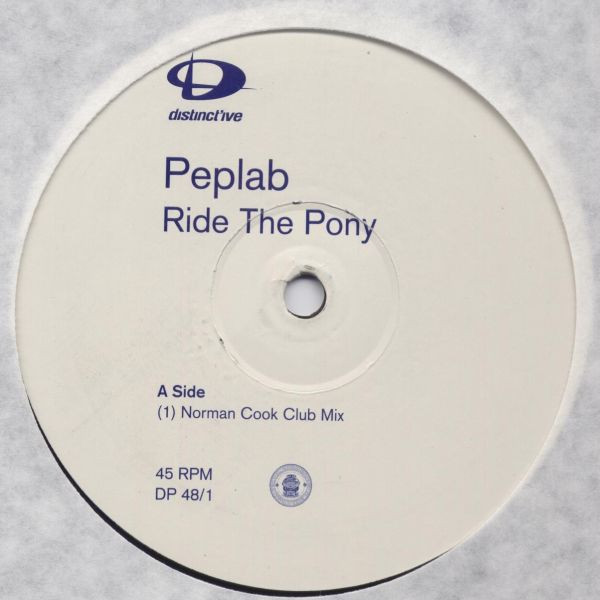 distinct'ive
Peplab
Ride The Pony
A Side
(1) Norman Cook Club Mix
45 RPM
DP 48/1